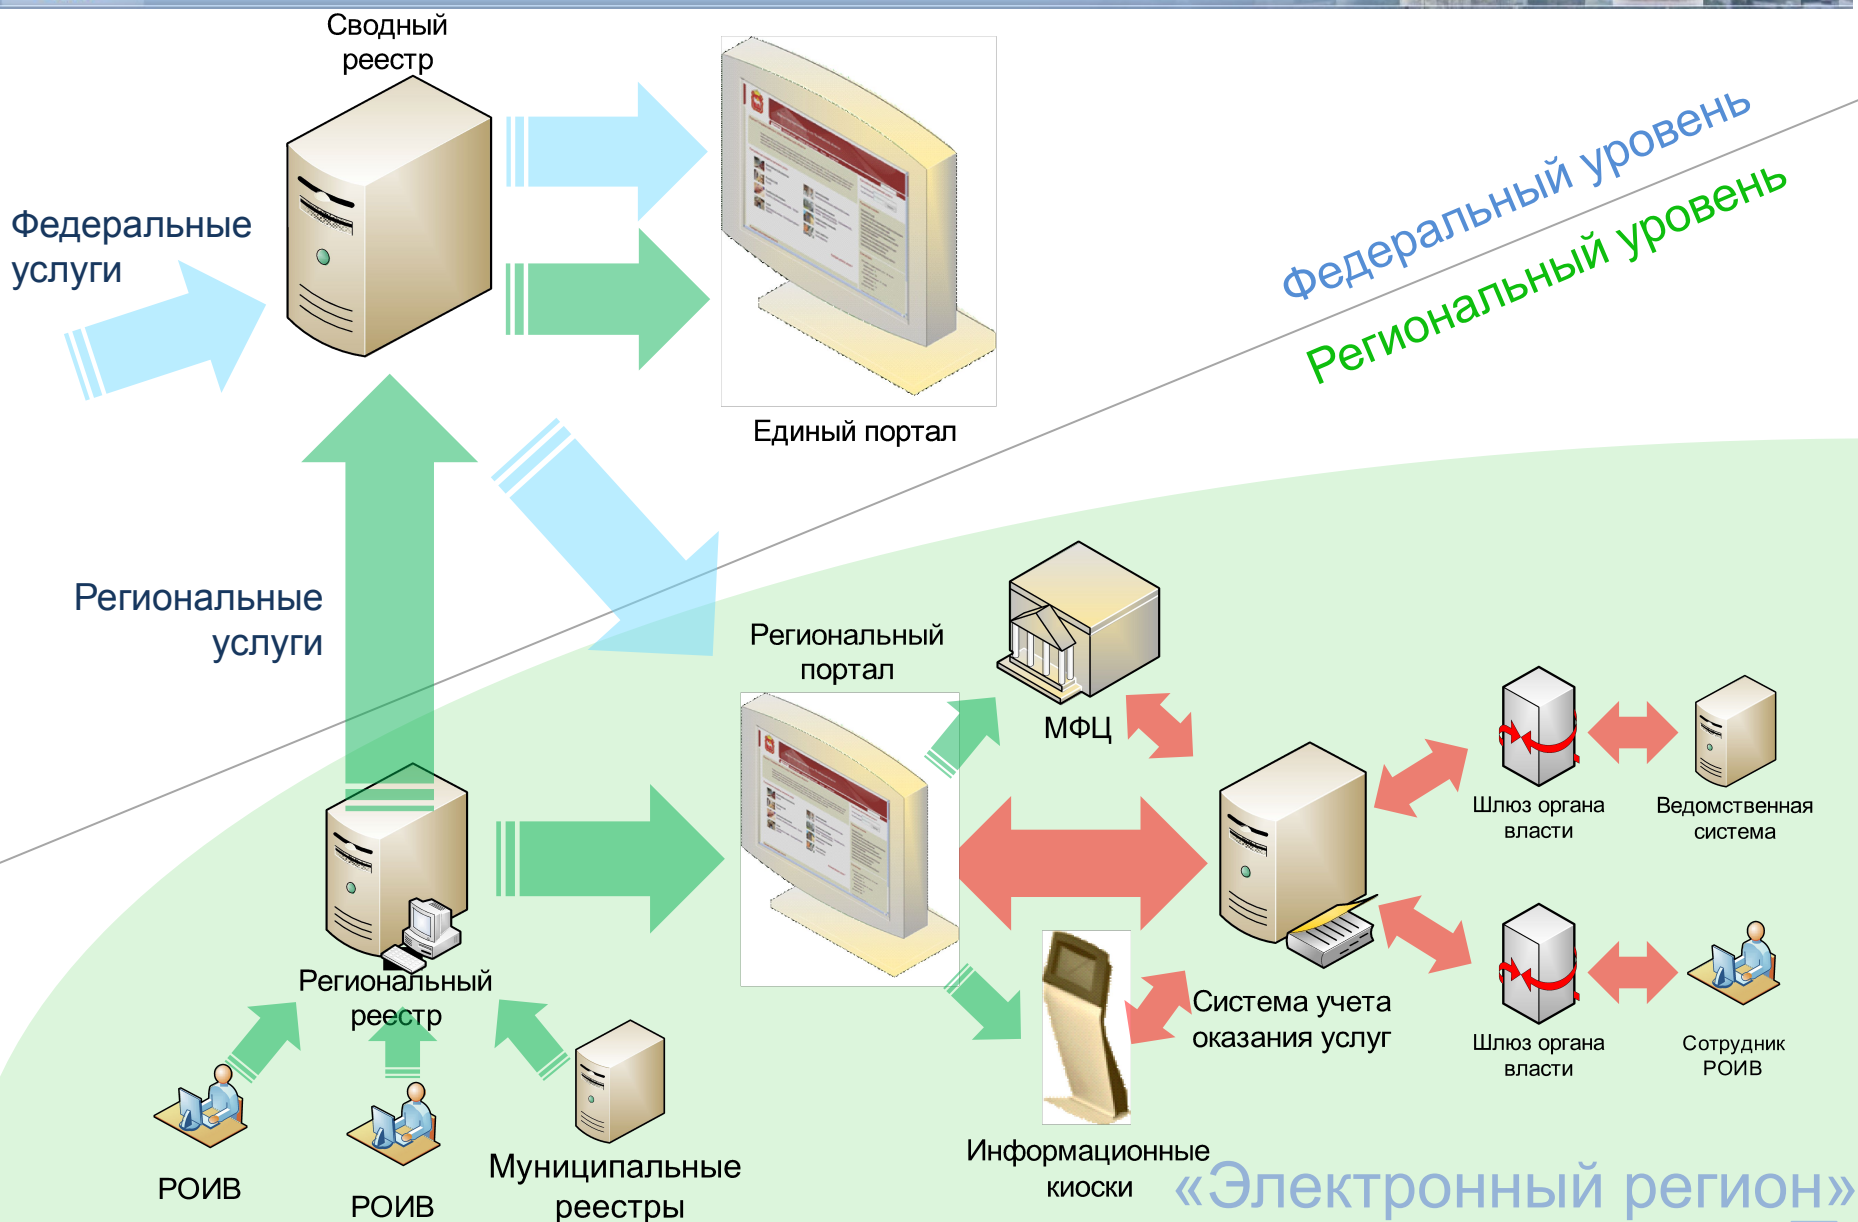 Сводный
реестр
Федеральные
услуги
Единый портал
Федеральный уровень
Региональный уровень
Региональные
услуги
Региональный
портал
МФЦ
Шлюз органа
власти
Ведомственная
система
Региональный
реестр
Система учета
оказания услуг
Шлюз органа
власти
Сотрудник
РОИВ
РОИВ
РОИВ
Муниципальные
реестры
Информационные
киоски
«Электронный регион»